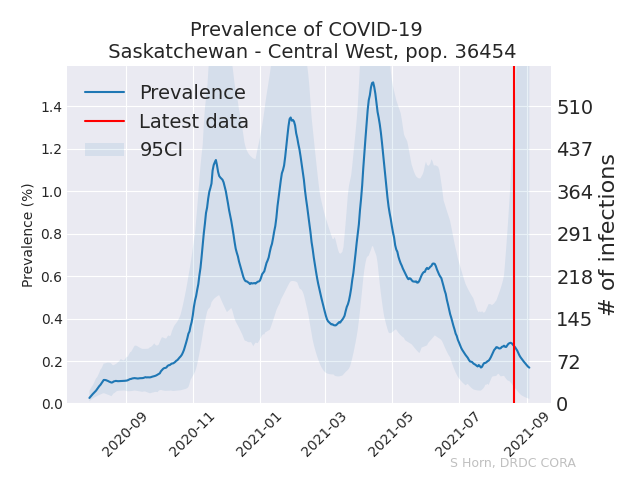 Prevalence of COVID-19
Saskatchewan - Central West, pop. 36454
Prevalence
Latest data
95CI
Prevalence (%)
1.4
1.2
1.0
0.8
0.6
0.4
0.2
0.0
510
437
364
291
218
145
72
0
# of infections
2020-09
2020-11
2021-01
2021-03
2021-05
2021-07
2021-09
S Horn, DRDC CORA